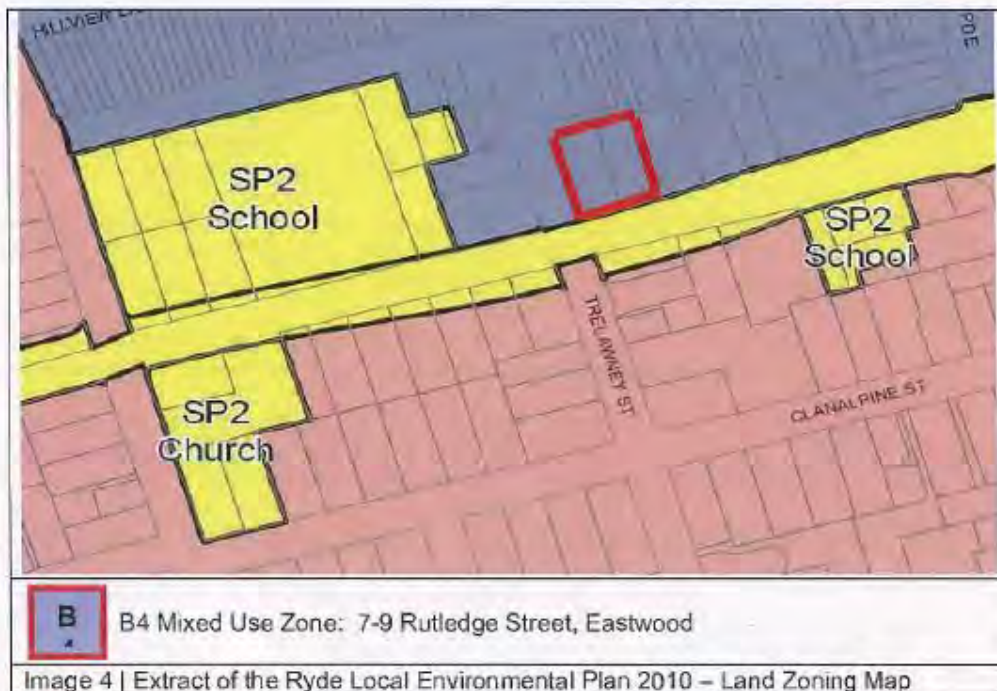 SP2
School
SP2
School
TRELAWNEY ST
CLANALPINE ST
SP2
Church
B
4
B4 Mixed Use Zone: 7-9 Rutledge Street, Eastwood
Image 4 | Extract of the Ryde Local Environmental Plan 2010 – Land Zoning Map